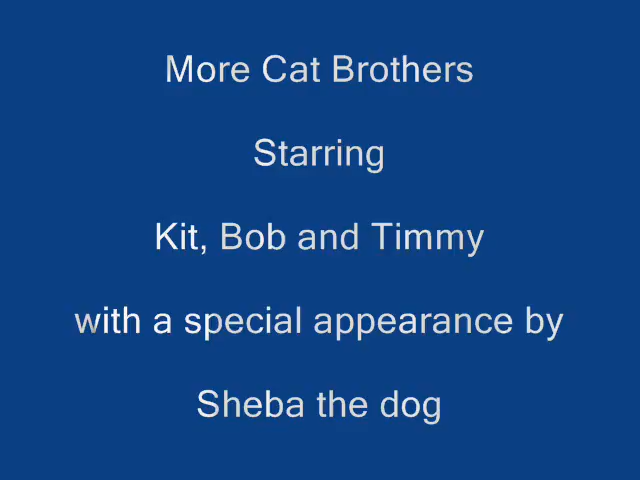 More Cat Brothers
Starring
Kit, Bob and Timmy
with a special appearance by
Sheba the dog